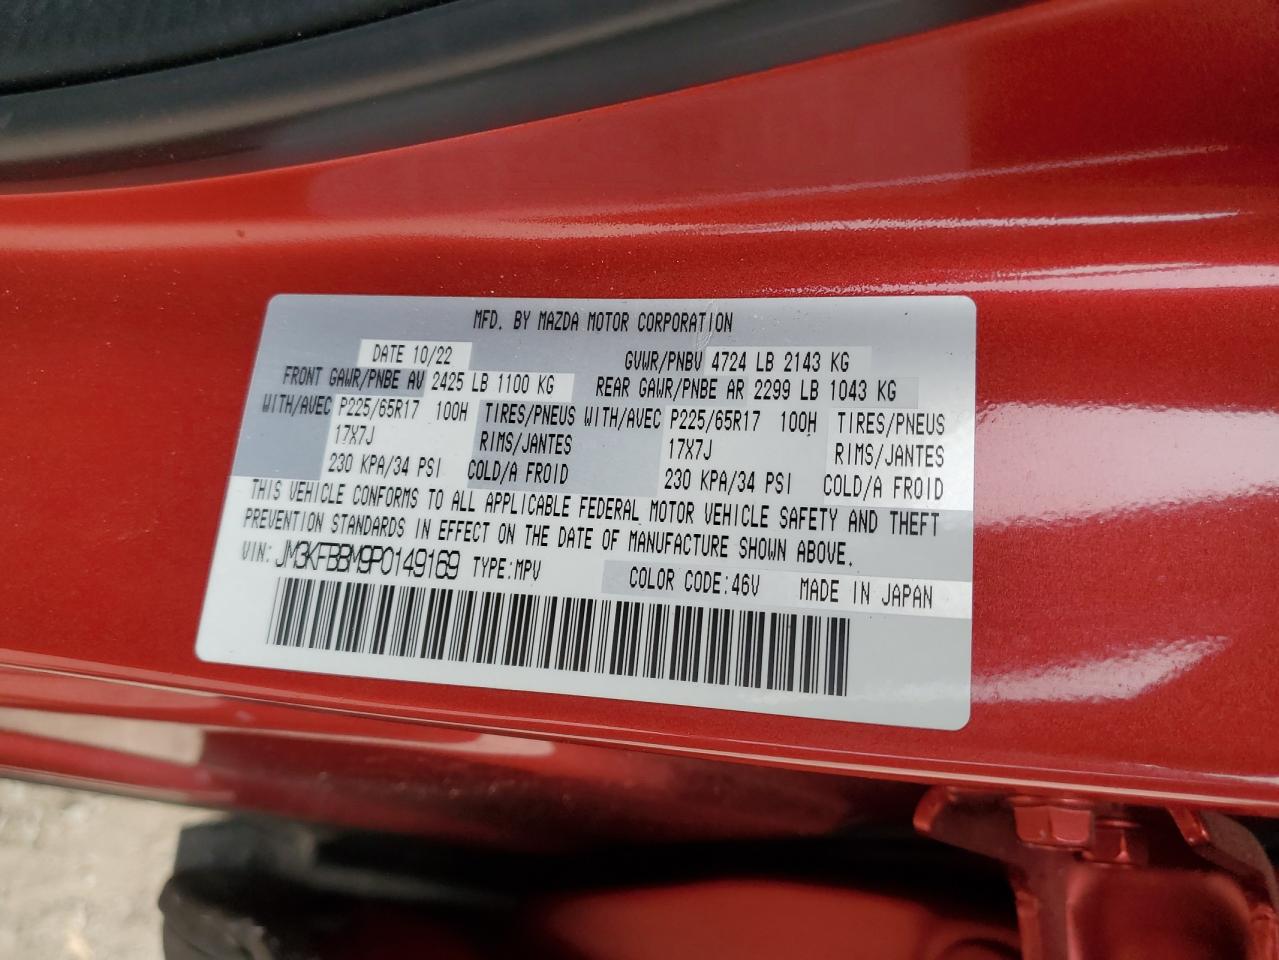 MFD. BY MAZDA MOTOR CORPORATION
DATE 10/22 GVWR/PNBV 4724 LB 2143 KG
FRONT GAWR/PNBE AV 2425 LB 1100 KG REAR GAWR/PNBE AR 2299 LB 1043 KG
WITH/AVEC P225/65R17 100H TIRES/PNEUS WITH/AVEC P225/65R17 100H TIRES/PNEUS
17X7J RIMS/JANTES 17X7J RIMS/JANTES
230 KPA/34 PSI COLD/A FROID 230 KPA/34 PSI COLD/A FROID
THIS VEHICLE CONFORMS TO ALL APPLICABLE FEDERAL MOTOR VEHICLE SAFETY AND THEFT
PREVENTION STANDARDS IN EFFECT ON THE DATE OF MANUFACTURE SHOWN ABOVE.
VIN: JM3KFBBM9P0149169 TYPE:MPV COLOR CODE:46V MADE IN JAPAN